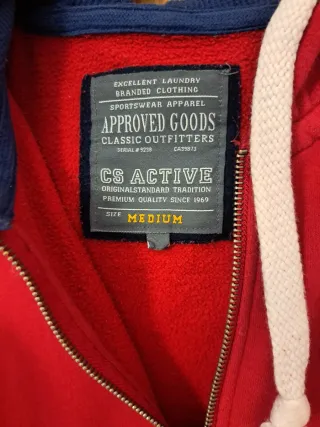 EXCELLENT LAUNDRY
BRANDED CLOTHING
SPORTSWEAR APPAREL
APPROVED GOODS
CLASSIC OUTFITTERS
CS ACTIVE
ORIGINALSTANDARD TRADITION
PREMIUM QUALITY SINCE 1969
SIZE MEDIUM